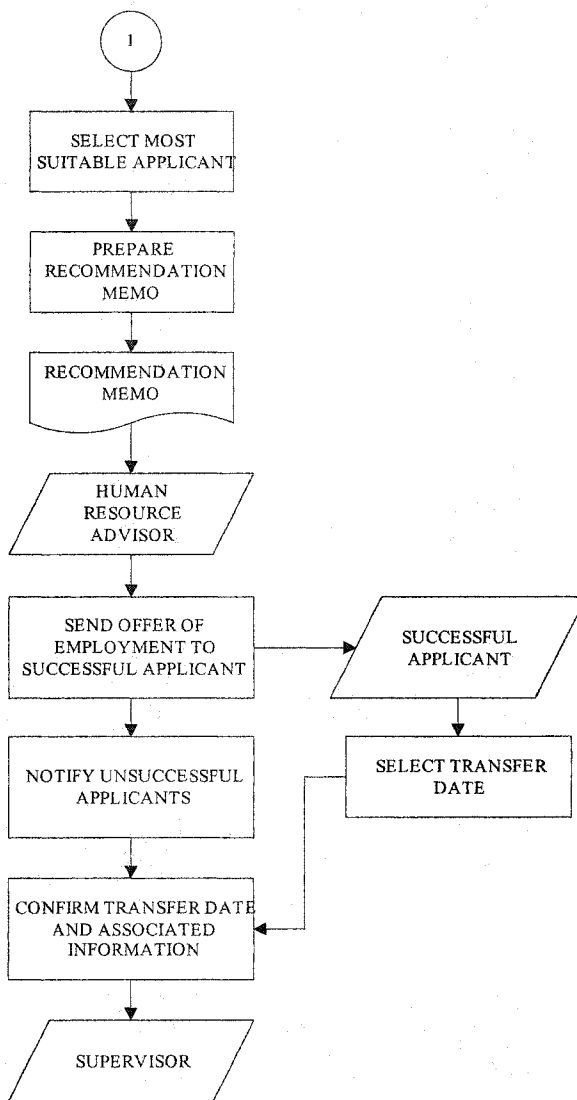 1
SELECT MOST
SUITABLE APPLICANT
PREPARE
RECOMMENDATION
MEMO
RECOMMENDATION
MEMO
HUMAN
RESOURCE
ADVISOR
SEND OFFER OF
EMPLOYMENT TO
SUCCESSFUL APPLICANT
SUCCESSFUL
APPLICANT
NOTIFY UNSUCCESSFUL
APPLICANTS
SELECT TRANSFER
DATE
CONFIRM TRANSFER DATE
AND ASSOCIATED
INFORMATION
SUPERVISOR